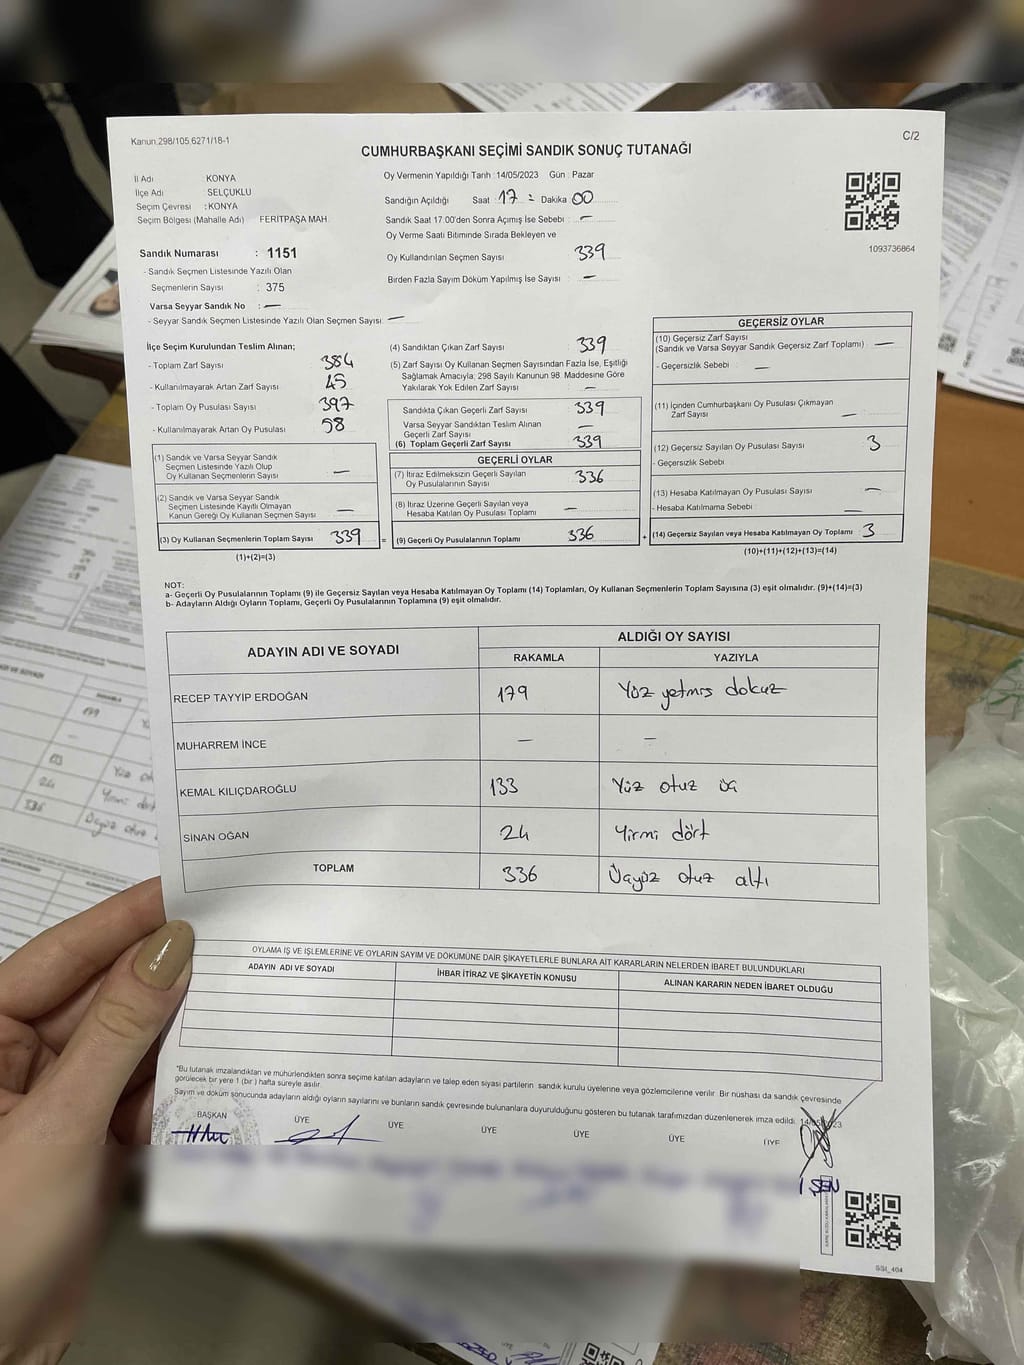 Kanun.298/105.6271/18-1
C/2
CUMHURBAŞKANI SEÇİMİ SANDIK SONUÇ TUTANAĞI
İl Adı : KONYA
İlçe Adı : SELÇUKLU
Seçim Çevresi : KONYA
Seçim Bölgesi (Mahalle Adı) FERİTPAŞA MAH.
Sandık Numarası : 1151
- Sandık Seçmen Listesinde Yazılı Olan
Seçmenlerin Sayısı : 375
Varsa Seyyar Sandık No : —
- Seyyar Sandık Seçmen Listesinde Yazılı Olan Seçmen Sayısı: —
Oy Vermenin Yapıldığı Tarih : 14/05/2023 Gün : Pazar
Sandığın Açıldığı Saat : 17 : Dakika 00
Sandık Saat 17.00'den Sonra Açımış İse Sebebi : —
Oy Verme Saati Bitiminde Sırada Bekleyen ve
Oy Kullandırılan Seçmen Sayısı : 339
Birden Fazla Sayım Döküm Yapılmış İse Sayısı : —
1093736864
İlçe Seçim Kurulundan Teslim Alınan;
- Toplam Zarf Sayısı : 384
- Kullanılmayarak Artan Zarf Sayısı : 45
- Toplam Oy Pusulası Sayısı : 397
- Kullanılmayarak Artan Oy Pusulası : 58
(1) Sandık ve Varsa Seyyar Sandık
Seçmen Listesinde Yazılı Olup
Oy Kullanan Seçmenlerin Sayısı : —
(2) Sandık ve Varsa Seyyar Sandık
Seçmen Listesinde Kayıtlı Olmayan
Kanun Gereği Oy Kullanan Seçmen Sayısı : —
(3) Oy Kullanan Seçmenlerin Toplam Sayısı : 339 =
(1)+(2)=(3)
(4) Sandıktan Çıkan Zarf Sayısı : 339
(5) Zarf Sayısı Oy Kullanan Seçmen Sayısından Fazla İse, Eşitliği
Sağlamak Amacıyla; 298 Sayılı Kanunun 98. Maddesine Göre
Yakılarak Yok Edilen Zarf Sayısı : —
Sandıkta Çıkan Geçerli Zarf Sayısı : 339
Varsa Seyyar Sandıktan Teslim Alınan
Geçerli Zarf Sayısı : —
(6) Toplam Geçerli Zarf Sayısı : 339
GEÇERLİ OYLAR
(7) İtiraz Edilmeksizin Geçerli Sayılan
Oy Pusulalarının Sayısı : 336
(8) İtiraz Üzerine Geçerli Sayılan veya
Hesaba Katılan Oy Pusulası Toplamı : —
(9) Geçerli Oy Pusulalarının Toplamı : 336 +
GEÇERSİZ OYLAR
(10) Geçersiz Zarf Sayısı
(Sandık ve Varsa Seyyar Sandık Geçersiz Zarf Toplamı) : —
- Geçersizlik Sebebi : —
(11) İçinden Cumhurbaşkanı Oy Pusulası Çıkmayan
Zarf Sayısı : —
(12) Geçersiz Sayılan Oy Pusulası Sayısı : 3
- Geçersizlik Sebebi :
(13) Hesaba Katılmayan Oy Pusulası Sayısı : —
- Hesaba Katılmama Sebebi : —
(14) Geçersiz Sayılan veya Hesaba Katılmayan Oy Toplamı : 3
(10)+(11)+(12)+(13)=(14)
NOT:
a- Geçerli Oy Pusulalarının Toplamı (9) ile Geçersiz Sayılan veya Hesaba Katılmayan Oy Toplamı (14) Toplamları, Oy Kullanan Seçmenlerin Toplam Sayısına (3) eşit olmalıdır. (9)+(14)=(3)
b- Adayların Aldığı Oyların Toplamı, Geçerli Oy Pusulalarının Toplamına (9) eşit olmalıdır.
ADAYIN ADI VE SOYADI ALDIĞI OY SAYISI
RAKAMLA YAZIYLA
RECEP TAYYIP ERDOĞAN 179 Yüz yetmiş dokuz
MUHARREM İNCE — —
KEMAL KILIÇDAROĞLU 133 Yüz otuz üç
SİNAN OĞAN 24 Yirmi dört
TOPLAM 336 Üçyüz otuz altı
OYLAMA İŞ VE İŞLEMLERİNE VE OYLARIN SAYIM VE DÖKÜMÜNE DAİR ŞİKAYETLERLE BUNLARA AİT KARARLARIN NELERDEN İBARET BULUNDUKLARI
ADAYIN ADI VE SOYADI İHBAR İTİRAZ VE ŞİKAYETİN KONUSU ALINAN KARARIN NEDEN İBARET OLDUĞU
"Bu tutanak imzalandıktan ve mühürlendikten sonra seçime katılan adayların ve talep eden siyasi partilerin sandık kurulu üyelerine veya gözlemcilerine verilir. Bir nüshası da sandık çevresinde
görülecek bir yere 1 (bir ) hafta süreyle asılır.
Sayım ve döküm sonucunda adayların aldığı oyların sayılarını ve bunların sandık çevresinde bulunanlara duyurulduğunu gösteren bu tutanak tarafımızdan düzenlenerek imza edildi. 14/05/2023
BAŞKAN ÜYE ÜYE ÜYE ÜYE ÜYE ÜYE
SSI_464